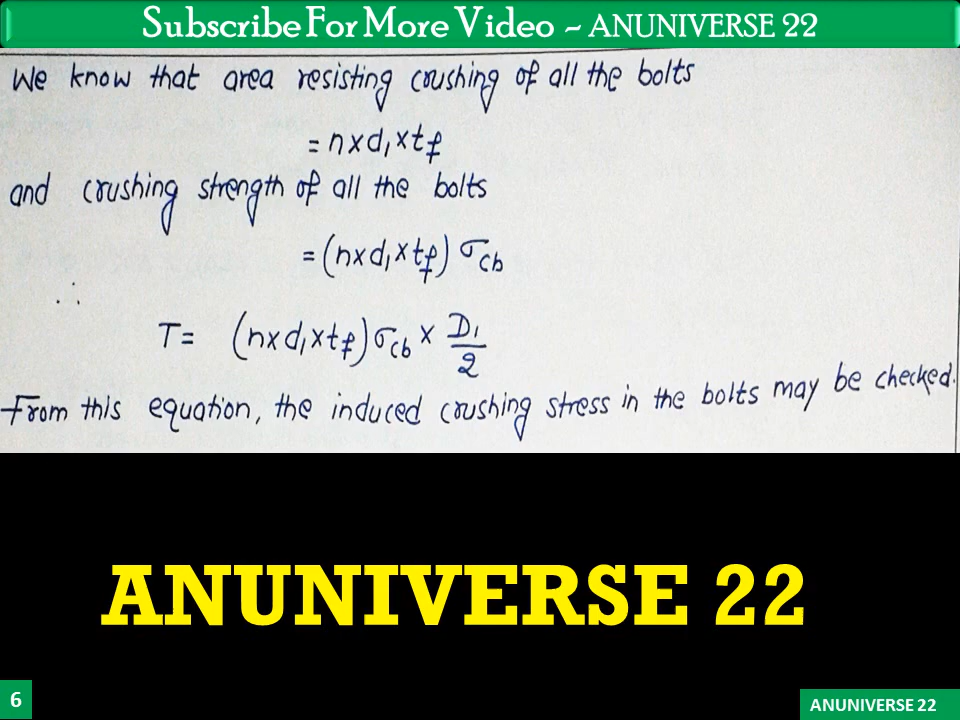 Subscribe For More Video - ANUNIVERSE 22
We know that area resisting crushing of all the bolts
= n×d₁×t_f
and crushing strength of all the bolts
= (n×d₁×t_f) σ_cb
∴
T = (n×d₁×t_f) σ_cb × D₁/2
From this equation, the induced crushing stress in the bolts may be checked.
ANUNIVERSE 22
6
ANUNIVERSE 22